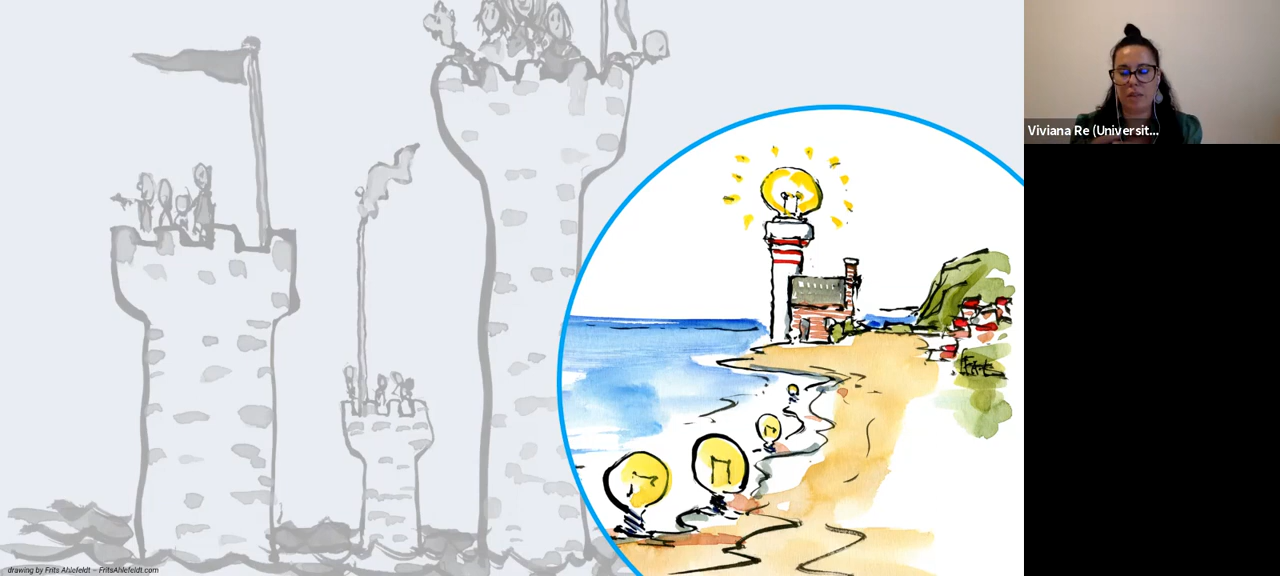 Viviana Re (Universit...
drawing by Frits Ahlefeldt – FritsAhlefeldt.com